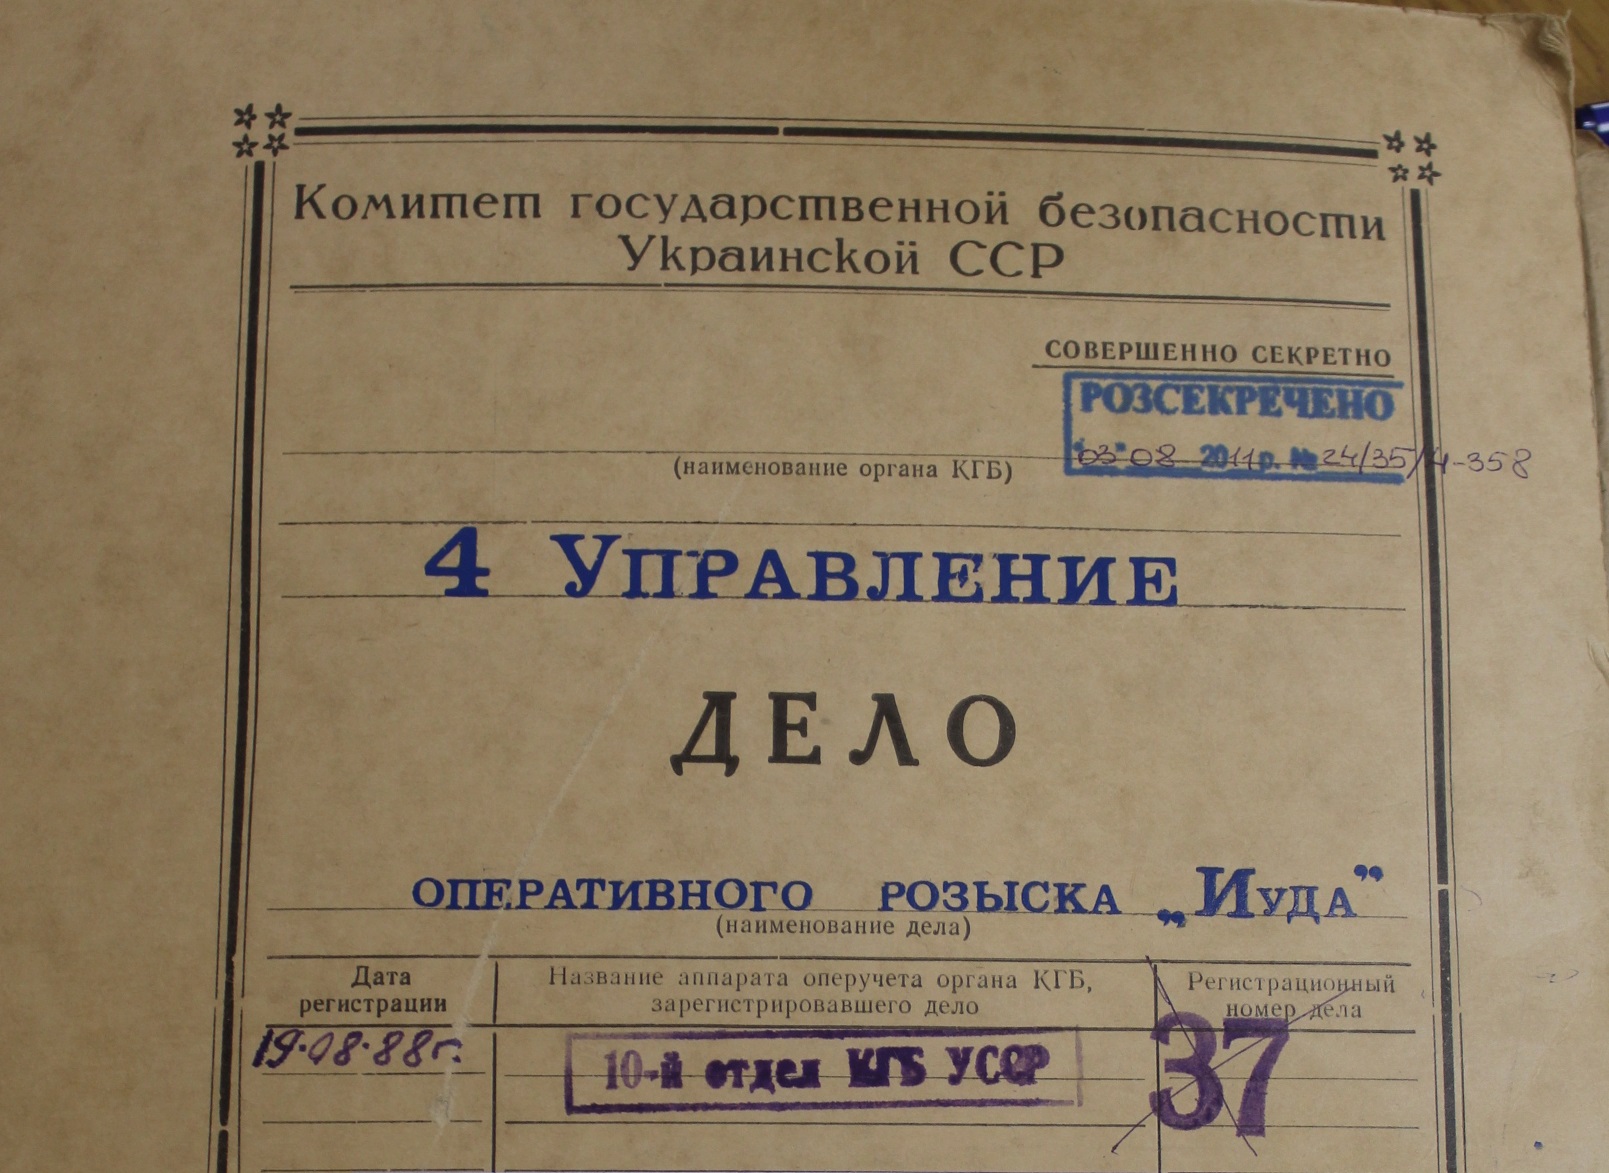 Комитет государственной безопасности
Украинской ССР
СОВЕРШЕННО СЕКРЕТНО
РОЗСЕКРЕЧЕНО
"03" 08 2011р. № 24/35/4-358
(наименование органа КГБ)
4 УПРАВЛЕНИЕ
ДЕЛО
ОПЕРАТИВНОГО РОЗЫСКА „ИУДА”
(наименование дела)
Дата
регистрации
Название аппарата оперучета органа КГБ,
зарегистрировавшего дело
Регистрационный
номер дела
19.08.88г.
10-й отдел КГБ УССР
37